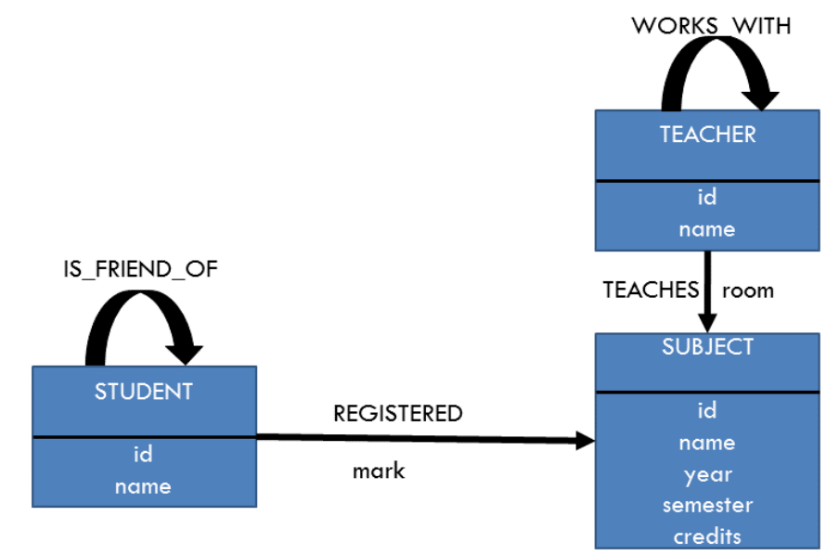 WORKS_WITH
TEACHER
id
name
IS_FRIEND_OF
TEACHES room
SUBJECT
STUDENT
REGISTERED
id
name
year
semester
credits
id
name
mark